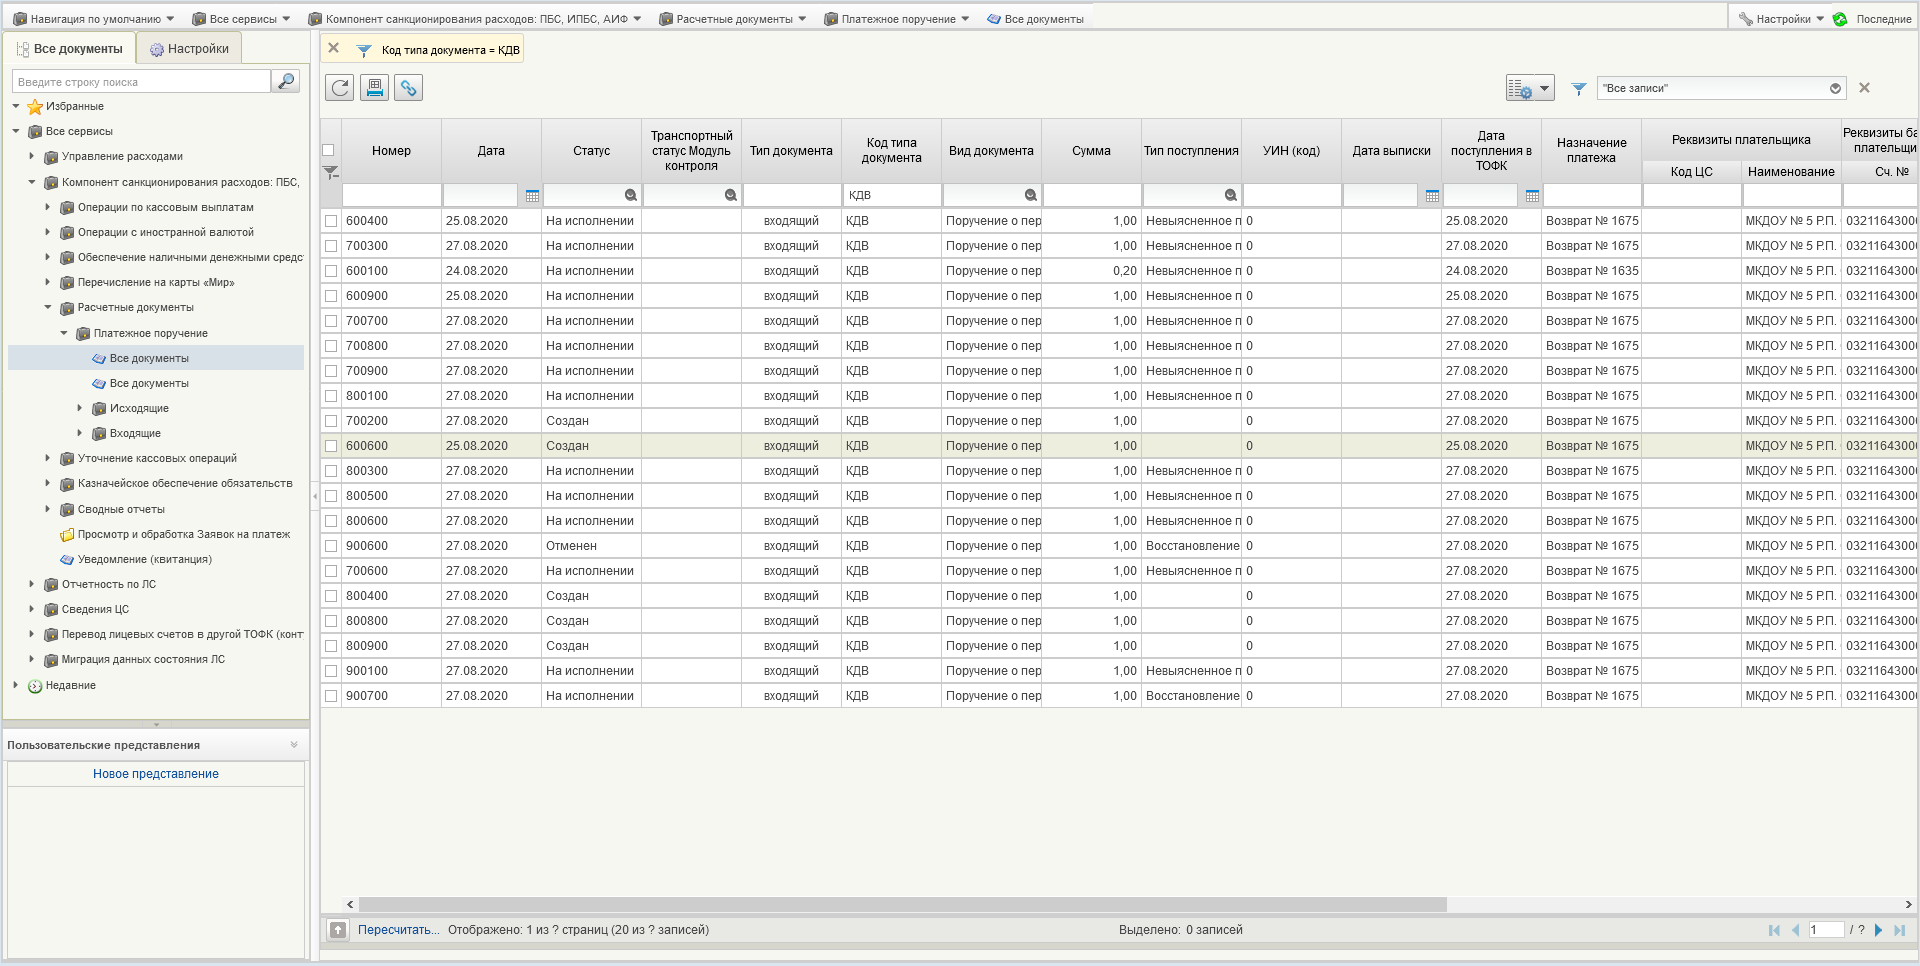 Навигация по умолчанию Все сервисы Компонент санкционирования расходов: ПБС, ИПБС, АИФ Расчетные документы Платежное поручение Все документы Настройки Последние
Все документы Настройки
Введите строку поиска
Избранные
Все сервисы
Управление расходами
Компонент санкционирования расходов: ПБС,
Операции по кассовым выплатам
Операции с иностранной валютой
Обеспечение наличными денежными средс
Перечисление на карты «Мир»
Расчетные документы
Платежное поручение
Все документы
Все документы
Исходящие
Входящие
Уточнение кассовых операций
Казначейское обеспечение обязательств
Сводные отчеты
Просмотр и обработка Заявок на платеж
Уведомление (квитанция)
Отчетность по ЛС
Сведения ЦС
Перевод лицевых счетов в другой ТОФК (конт
Миграция данных состояния ЛС
Недавние
Пользовательские представления
Новое представление
Код типа документа = КДВ
"Все записи"
Номер Дата Статус Транспортный статус Модуль контроля Тип документа Код типа документа Вид документа Сумма Тип поступления УИН (код) Дата выписки Дата поступления в ТОФК Назначение платежа Реквизиты плательщика Реквизиты ба плательщи
Код ЦС Наименование Сч. №
КДВ
600400 25.08.2020 На исполнении входящий КДВ Поручение о пер 1,00 Невыясненное п 0 25.08.2020 Возврат № 1675 МКДОУ № 5 Р.П. 0321164300
700300 27.08.2020 На исполнении входящий КДВ Поручение о пер 1,00 Невыясненное п 0 27.08.2020 Возврат № 1675 МКДОУ № 5 Р.П. 0321164300
600100 24.08.2020 На исполнении входящий КДВ Поручение о пер 0,20 Невыясненное п 0 24.08.2020 Возврат № 1635 МКДОУ № 5 Р.П. 0321164300
600900 25.08.2020 На исполнении входящий КДВ Поручение о пер 1,00 Невыясненное п 0 25.08.2020 Возврат № 1675 МКДОУ № 5 Р.П. 0321164300
700700 27.08.2020 На исполнении входящий КДВ Поручение о пер 1,00 Невыясненное п 0 27.08.2020 Возврат № 1675 МКДОУ № 5 Р.П. 0321164300
700800 27.08.2020 На исполнении входящий КДВ Поручение о пер 1,00 Невыясненное п 0 27.08.2020 Возврат № 1675 МКДОУ № 5 Р.П. 0321164300
700900 27.08.2020 На исполнении входящий КДВ Поручение о пер 1,00 Невыясненное п 0 27.08.2020 Возврат № 1675 МКДОУ № 5 Р.П. 0321164300
800100 27.08.2020 На исполнении входящий КДВ Поручение о пер 1,00 Невыясненное п 0 27.08.2020 Возврат № 1675 МКДОУ № 5 Р.П. 0321164300
700200 27.08.2020 Создан входящий КДВ Поручение о пер 1,00 0 27.08.2020 Возврат № 1675 МКДОУ № 5 Р.П. 0321164300
600600 25.08.2020 Создан входящий КДВ Поручение о пер 1,00 0 25.08.2020 Возврат № 1675 МКДОУ № 5 Р.П. 0321164300
800300 27.08.2020 На исполнении входящий КДВ Поручение о пер 1,00 Невыясненное п 0 27.08.2020 Возврат № 1675 МКДОУ № 5 Р.П. 0321164300
800500 27.08.2020 На исполнении входящий КДВ Поручение о пер 1,00 Невыясненное п 0 27.08.2020 Возврат № 1675 МКДОУ № 5 Р.П. 0321164300
800600 27.08.2020 На исполнении входящий КДВ Поручение о пер 1,00 Невыясненное п 0 27.08.2020 Возврат № 1675 МКДОУ № 5 Р.П. 0321164300
900600 27.08.2020 Отменен входящий КДВ Поручение о пер 1,00 Восстановление 0 27.08.2020 Возврат № 1675 МКДОУ № 5 Р.П. 0321164300
700600 27.08.2020 На исполнении входящий КДВ Поручение о пер 1,00 Невыясненное п 0 27.08.2020 Возврат № 1675 МКДОУ № 5 Р.П. 0321164300
800400 27.08.2020 Создан входящий КДВ Поручение о пер 1,00 0 27.08.2020 Возврат № 1675 МКДОУ № 5 Р.П. 0321164300
800800 27.08.2020 Создан входящий КДВ Поручение о пер 1,00 0 27.08.2020 Возврат № 1675 МКДОУ № 5 Р.П. 0321164300
800900 27.08.2020 Создан входящий КДВ Поручение о пер 1,00 0 27.08.2020 Возврат № 1675 МКДОУ № 5 Р.П. 0321164300
900100 27.08.2020 На исполнении входящий КДВ Поручение о пер 1,00 Невыясненное п 0 27.08.2020 Возврат № 1675 МКДОУ № 5 Р.П. 0321164300
900700 27.08.2020 На исполнении входящий КДВ Поручение о пер 1,00 Восстановление 0 27.08.2020 Возврат № 1675 МКДОУ № 5 Р.П. 0321164300
Пересчитать... Отображено: 1 из ? страниц (20 из ? записей) Выделено: 0 записей 1 / ?